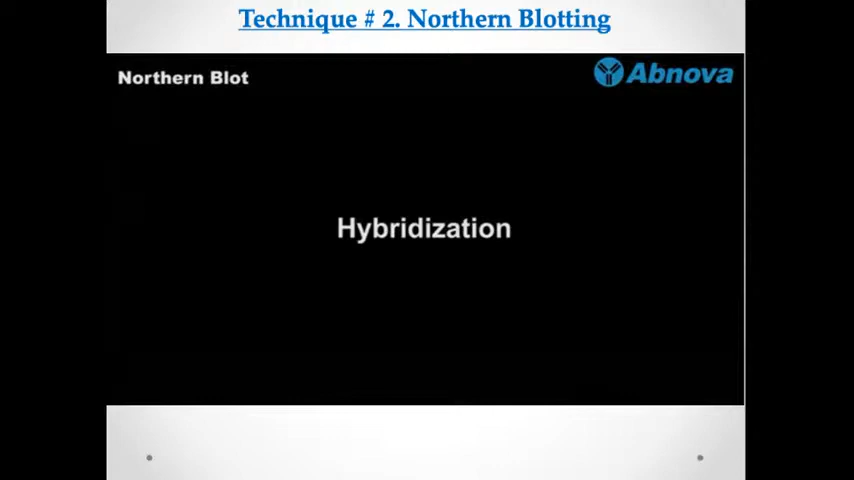 Technique # 2. Northern Blotting
Northern Blot
Abnova
Hybridization